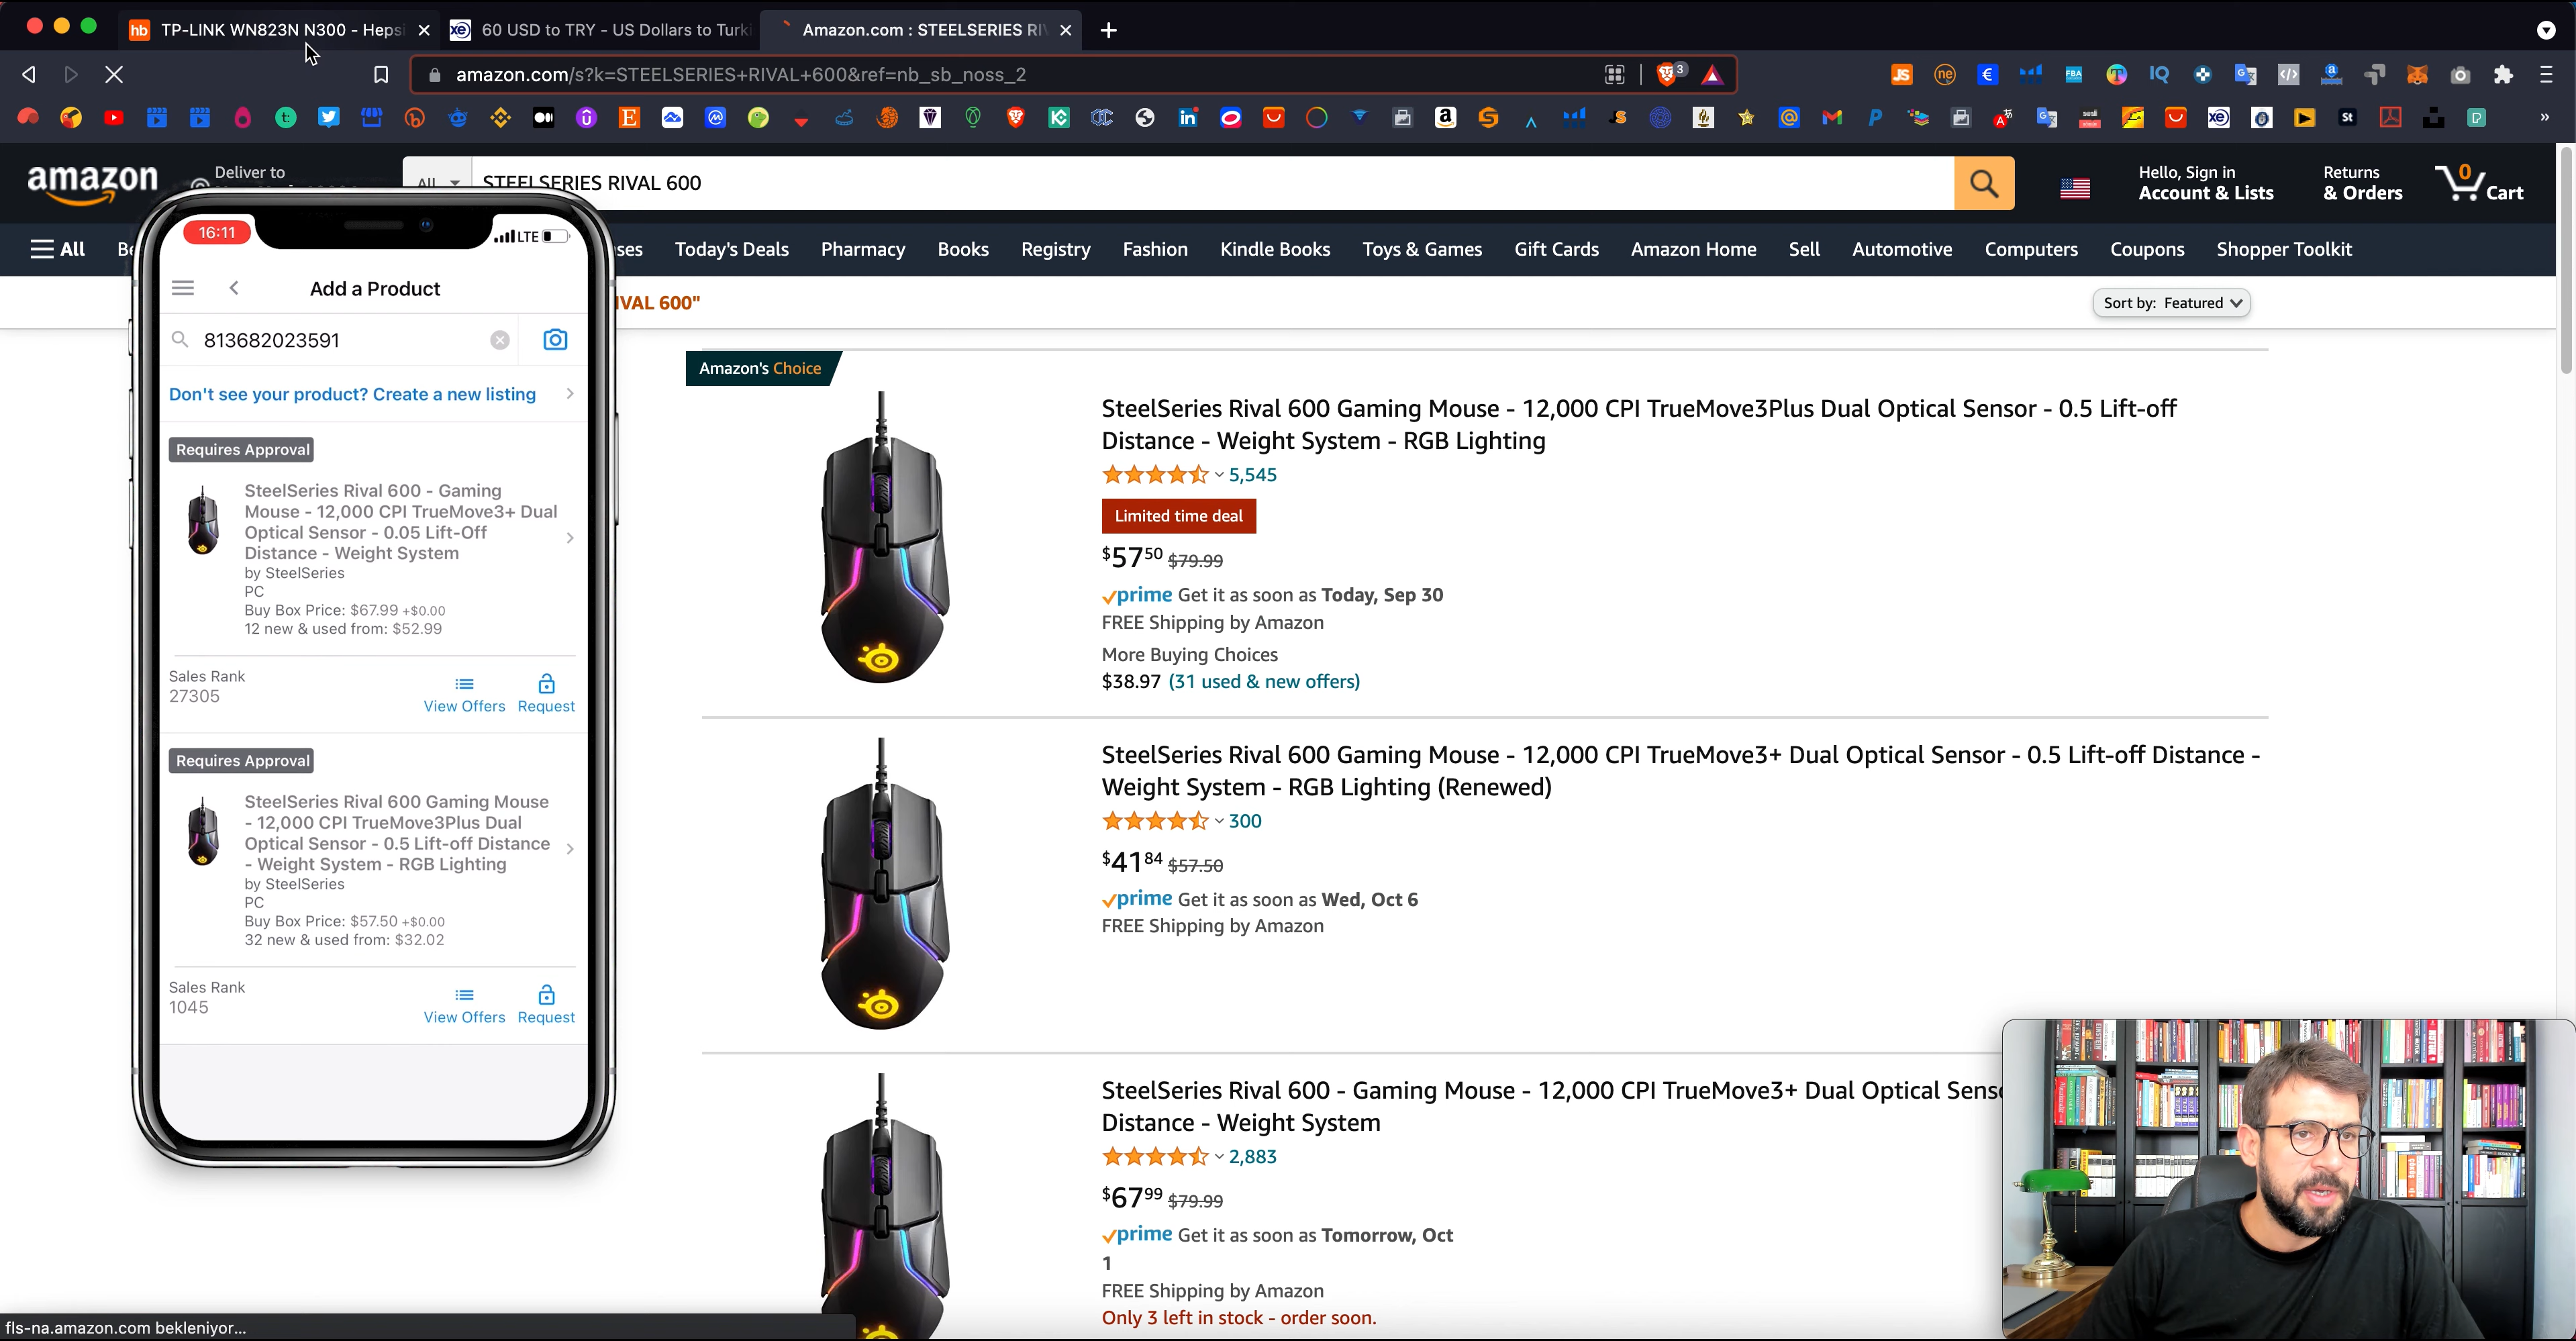 TP-LINK WN823N N300 - Hepsi
60 USD to TRY - US Dollars to Turki
Amazon.com : STEELSERIES RIV
amazon.com/s?k=STEELSERIES+RIVAL+600&ref=nb_sb_noss_2
amazon
Deliver to
All
STEELSERIES RIVAL 600
Hello, Sign in
Account & Lists
Returns
& Orders
0
Cart
All
Be
ses
Today's Deals
Pharmacy
Books
Registry
Fashion
Kindle Books
Toys & Games
Gift Cards
Amazon Home
Sell
Automotive
Computers
Coupons
Shopper Toolkit
IVAL 600"
Sort by: Featured
16:11
LTE
Add a Product
813682023591
Don't see your product? Create a new listing
Requires Approval
SteelSeries Rival 600 - Gaming
Mouse - 12,000 CPI TrueMove3+ Dual
Optical Sensor - 0.05 Lift-Off
Distance - Weight System
by SteelSeries
PC
Buy Box Price: $67.99 +$0.00
12 new & used from: $52.99
Sales Rank
27305
View Offers
Request
Requires Approval
SteelSeries Rival 600 Gaming Mouse
- 12,000 CPI TrueMove3Plus Dual
Optical Sensor - 0.5 Lift-off Distance
- Weight System - RGB Lighting
by SteelSeries
PC
Buy Box Price: $57.50 +$0.00
32 new & used from: $32.02
Sales Rank
1045
View Offers
Request
Amazon's Choice
SteelSeries Rival 600 Gaming Mouse - 12,000 CPI TrueMove3Plus Dual Optical Sensor - 0.5 Lift-off
Distance - Weight System - RGB Lighting
5,545
Limited time deal
$57.50 $79.99
prime Get it as soon as Today, Sep 30
FREE Shipping by Amazon
More Buying Choices
$38.97 (31 used & new offers)
SteelSeries Rival 600 Gaming Mouse - 12,000 CPI TrueMove3+ Dual Optical Sensor - 0.5 Lift-off Distance -
Weight System - RGB Lighting (Renewed)
300
$41.84 $57.50
prime Get it as soon as Wed, Oct 6
FREE Shipping by Amazon
SteelSeries Rival 600 - Gaming Mouse - 12,000 CPI TrueMove3+ Dual Optical Senso
Distance - Weight System
2,883
$67.99 $79.99
prime Get it as soon as Tomorrow, Oct
1
FREE Shipping by Amazon
Only 3 left in stock - order soon.
fls-na.amazon.com bekleniyor...